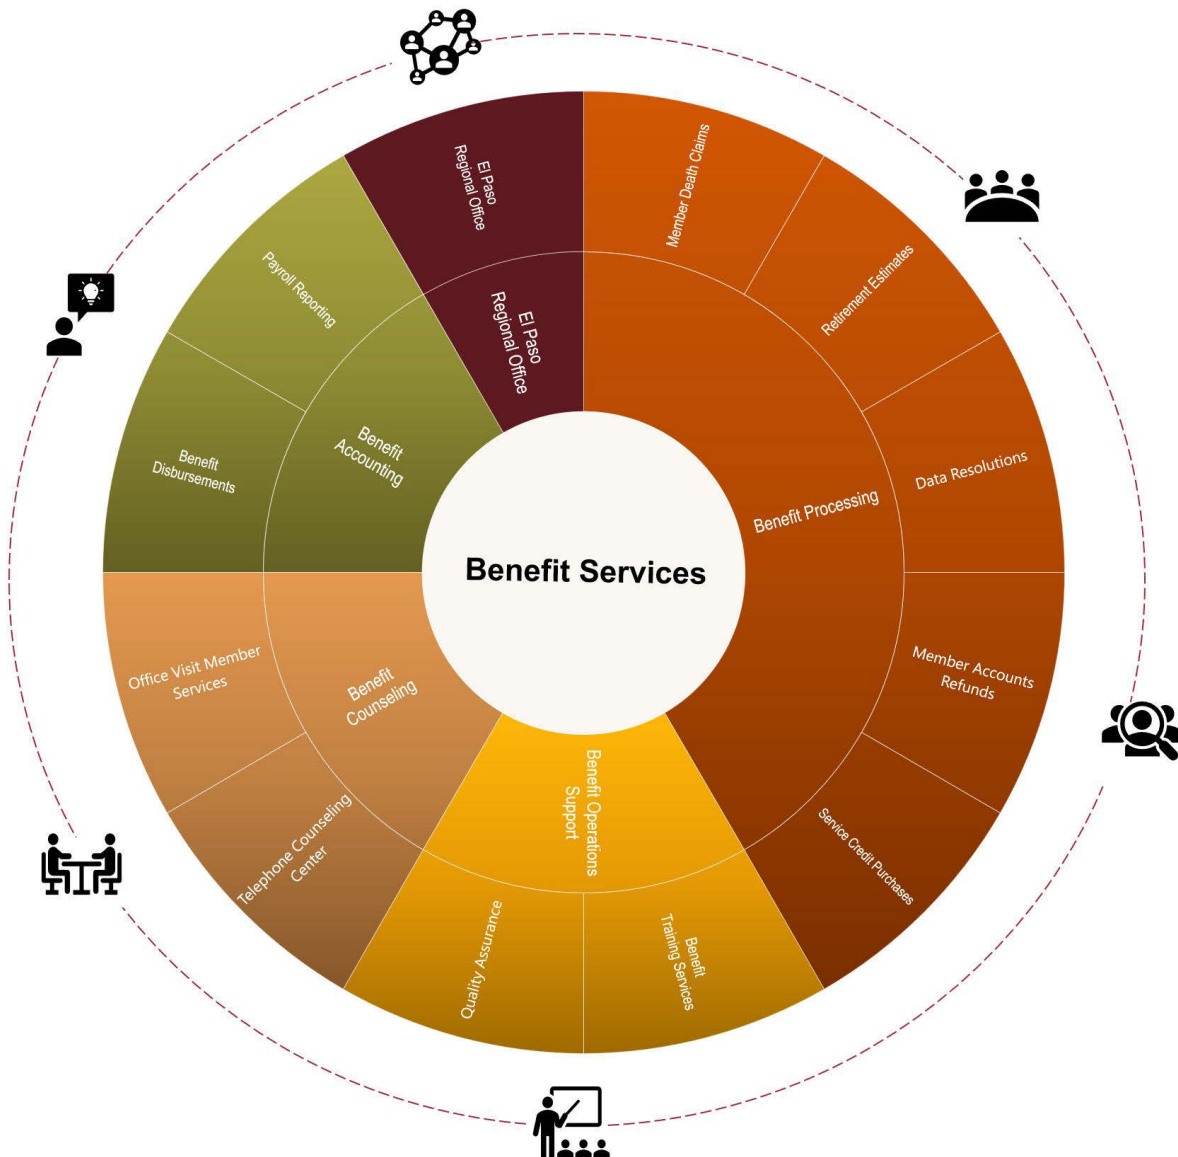 Benefit Services
Benefit Processing
Member Death Claims
Retirement Estimates
Data Resolutions
Member Accounts
Refunds
Service Credit Purchases
Benefit Operations
Support
Benefit
Training Services
Quality Assurance
Benefit
Counseling
Telephone Counseling
Center
Office Visit Member
Services
Benefit
Accounting
Benefit
Disbursements
Payroll Reporting
El Paso
Regional Office
El Paso
Regional Office